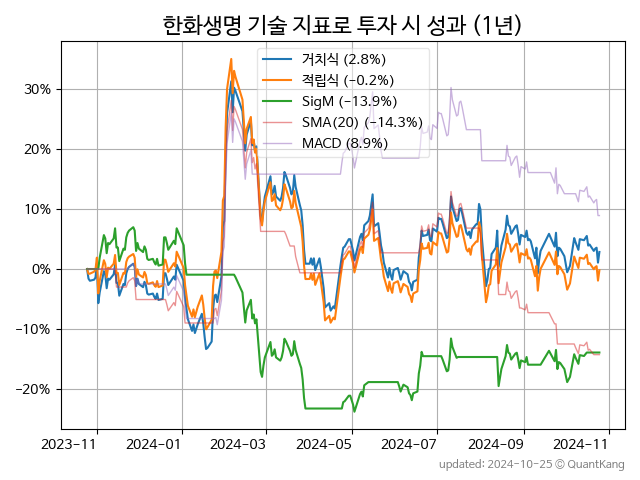 한화생명 기술 지표로 투자 시 성과 (1년)
거치식 (2.8%)
적립식 (−0.2%)
SigM (−13.9%)
SMA(20) (−14.3%)
MACD (8.9%)
30%
20%
10%
0%
−10%
−20%
2023−11
2024−01
2024−03
2024−05
2024−07
2024−09
2024−11
updated: 2024-10-25 © QuantKang